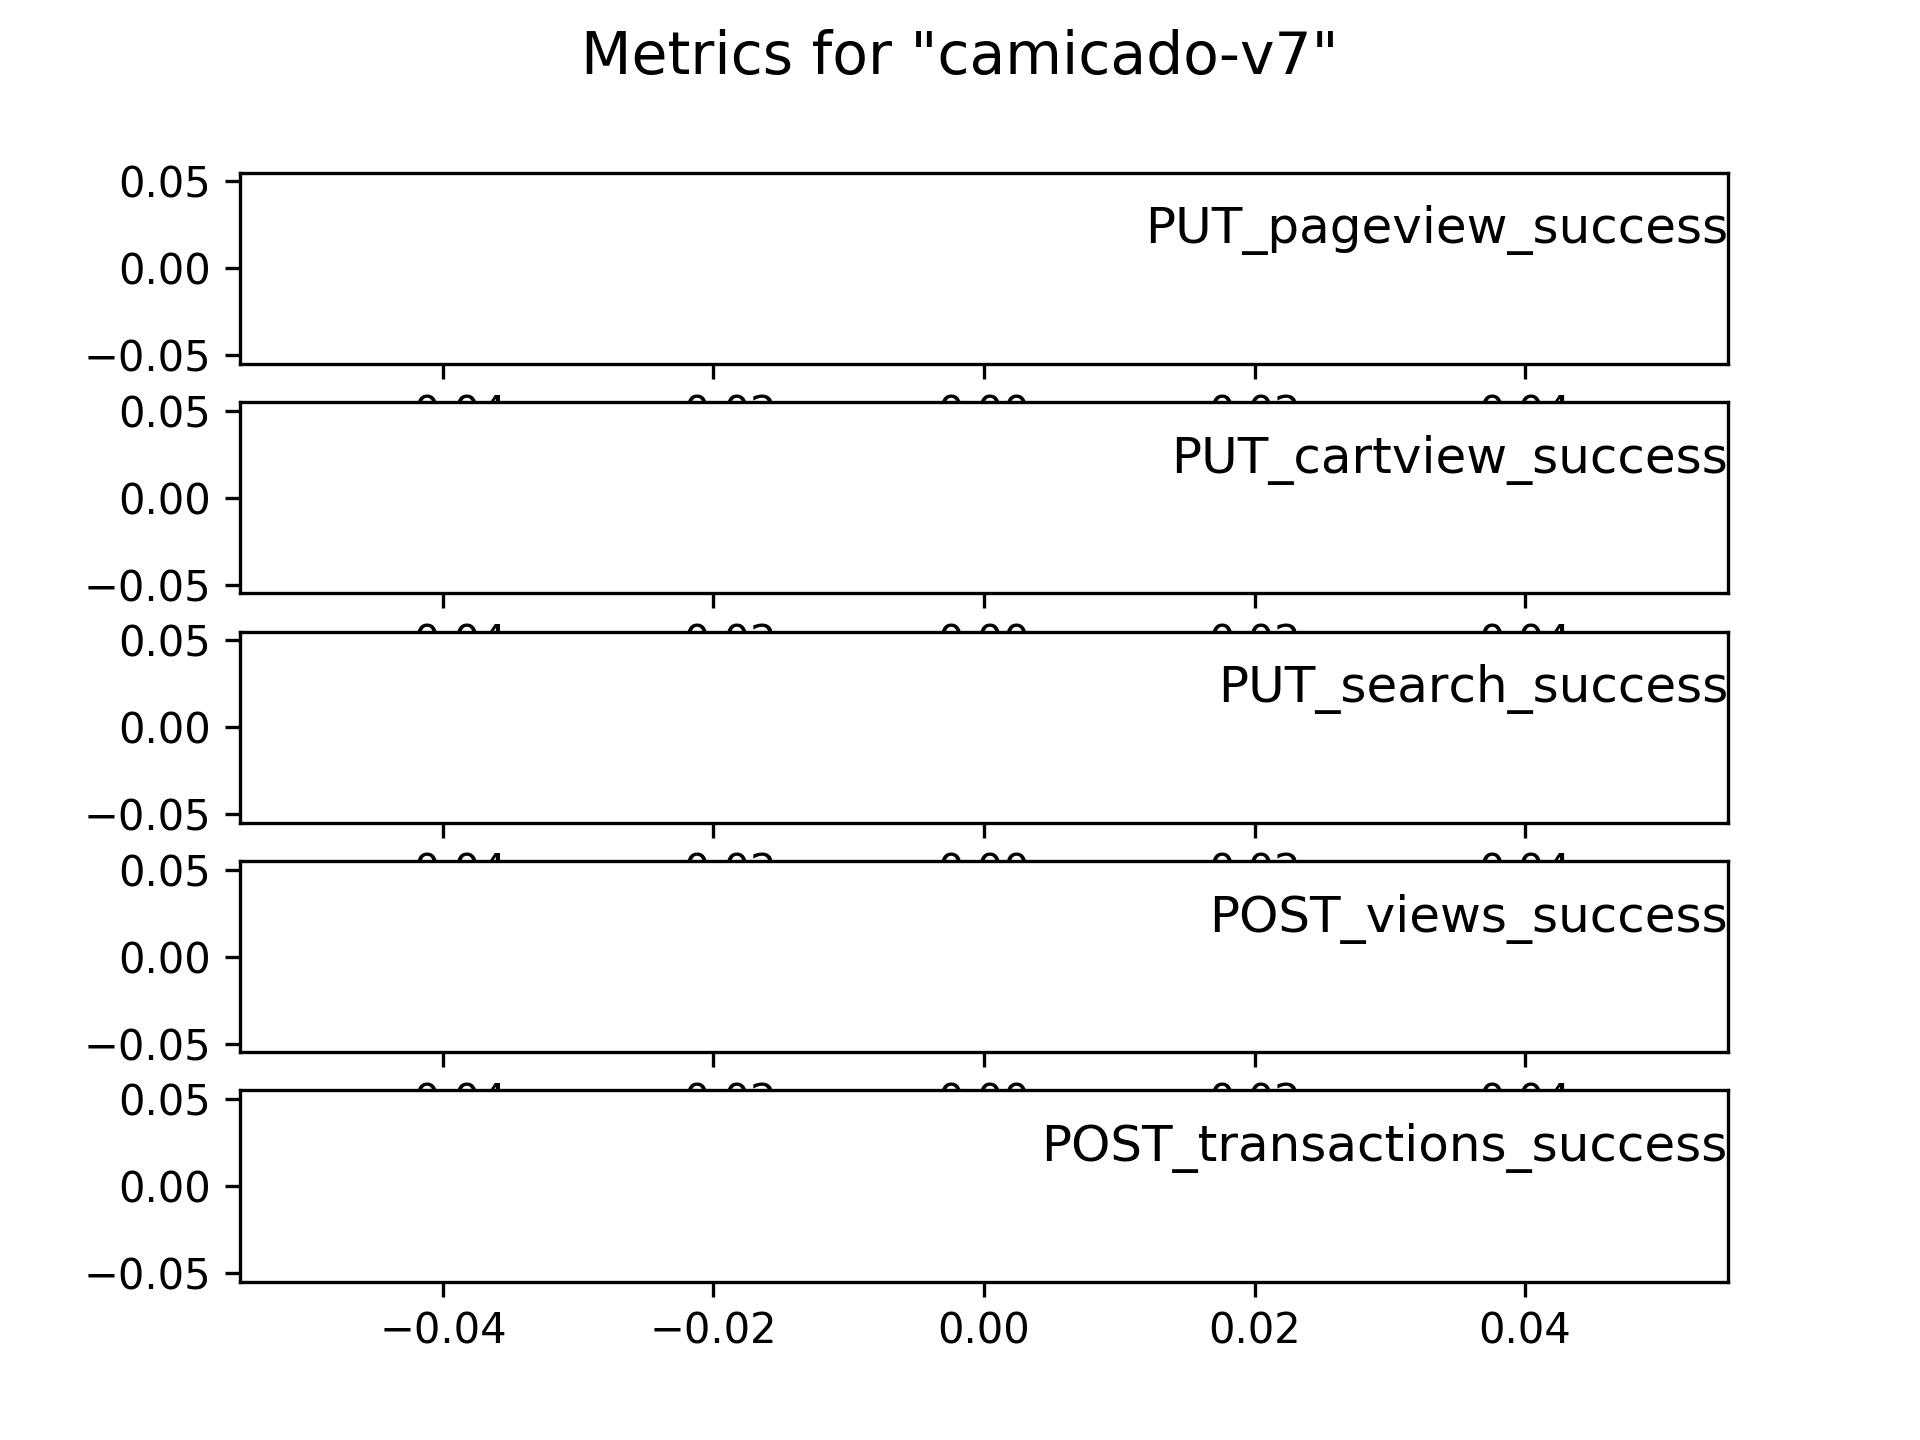 Metrics for "camicado-v7"
0.05
PUT_pageview_success
0.00
−0.05
0.05
PUT_cartview_success
0.00
−0.05
0.05
PUT_search_success
0.00
−0.05
0.05
POST_views_success
0.00
−0.05
0.05
POST_transactions_success
0.00
−0.05
−0.04 −0.02 0.00 0.02 0.04